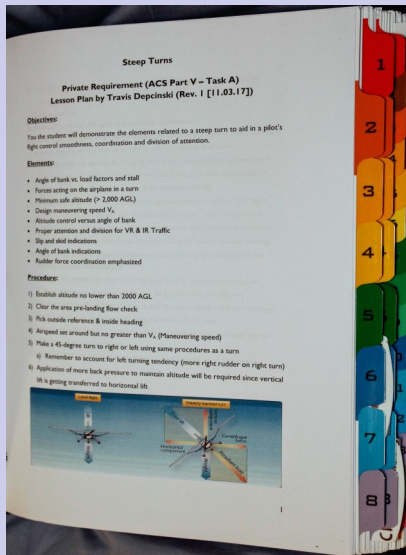 Steep Turns
Private Requirement (ACS Part V – Task A)
Lesson Plan by Travis Depcinski (Rev. 1 [11.03.17])
Objectives:
You the student will demonstrate the elements related to a steep turn to aid in a pilot's
flight control smoothness, coordination and division of attention.
Elements:
• Angle of bank vs. load factors and stall
• Forces acting on the airplane in a turn
• Minimum safe altitude (> 2,000 AGL)
• Design maneuvering speed VA
• Altitude control versus angle of bank
• Proper attention and division for VR & IR Traffic
• Slip and skid indications
• Angle of bank indications
• Rudder force coordination emphasized
Procedure:
1) Establish altitude no lower than 2000 AGL
2) Clear the area pre-landing flow check
3) Pick outside reference & inside heading
4) Airspeed set around but no greater than VA (Maneuvering speed)
5) Make a 45-degree turn to right or left using same procedures as a turn
a) Remember to account for left turning tendency (more right rudder on right turn)
6) Application of more back pressure to maintain altitude will be required since vertical
lift is getting transferred to horizontal lift
Level flight
Centrifugal
force
Horizontal
component
1
1
2
3
4
5
6
7
8